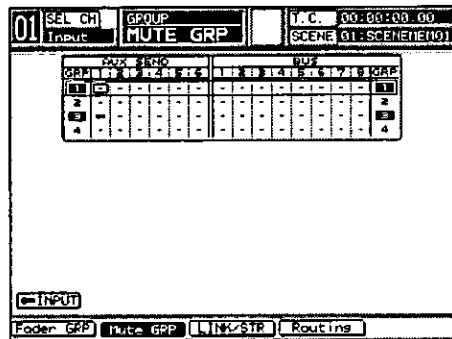 01 SEL CH GROUP T.C. 00:00:00.00
Input MUTE GRP SCENE 01:SCENEMEM01
AUX SEND BUS
GRP 1 2 3 4 5 6 1 2 3 4 5 6 7 8 GRP
1 - - - - - - - - - - - - - - 1
2 - - - - - - - - - - - - - - 2
3 - - - - - - - - - - - - - - 3
4 - - - - - - - - - - - - - - 4
INPUT
Fader GRP Mute GRP LINK/STR Routing